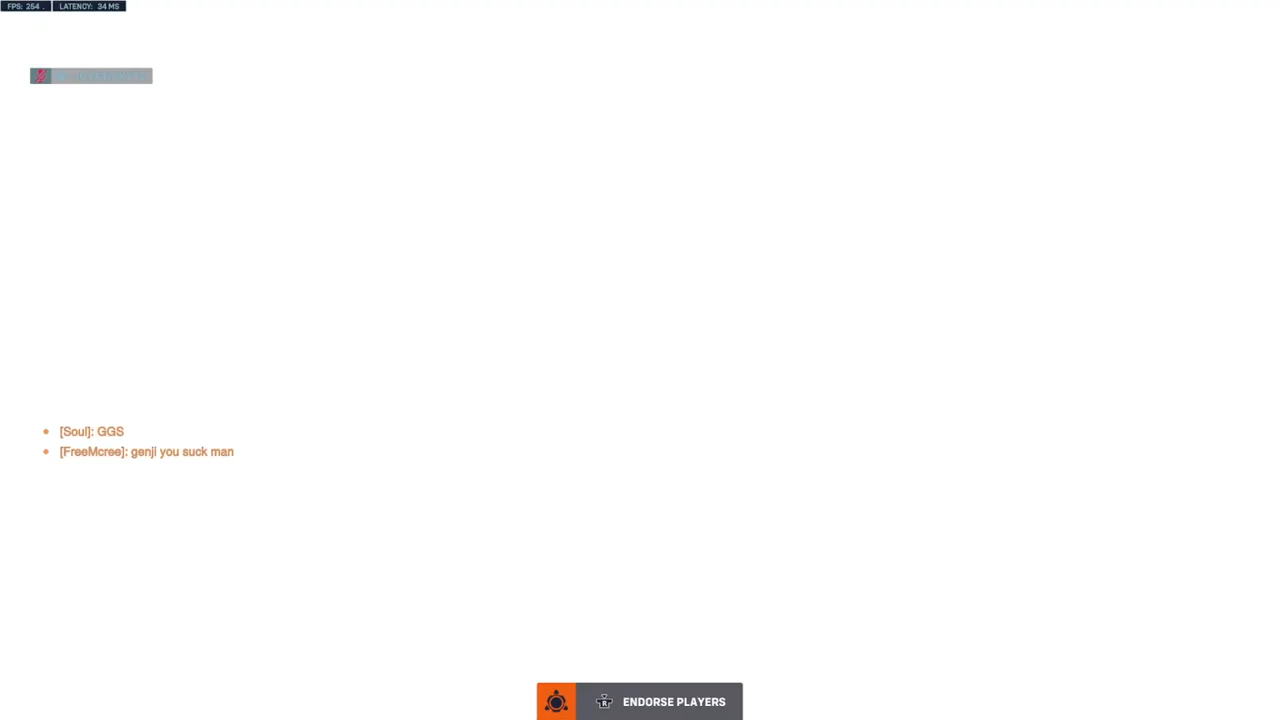 FPS: 254 .
LATENCY: 34 MS
[Soul]: GGS
[FreeMcree]: genji you suck man
R ENDORSE PLAYERS